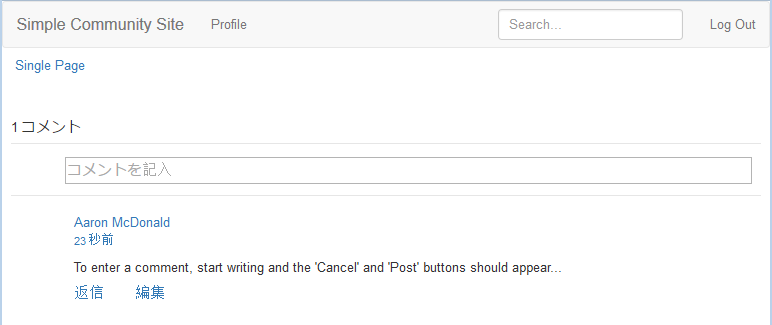 Simple Community Site Profile Search... Log Out
Single Page
1コメント
コメントを記入
Aaron McDonald
23 秒前
To enter a comment, start writing and the 'Cancel' and 'Post' buttons should appear...
返信 編集